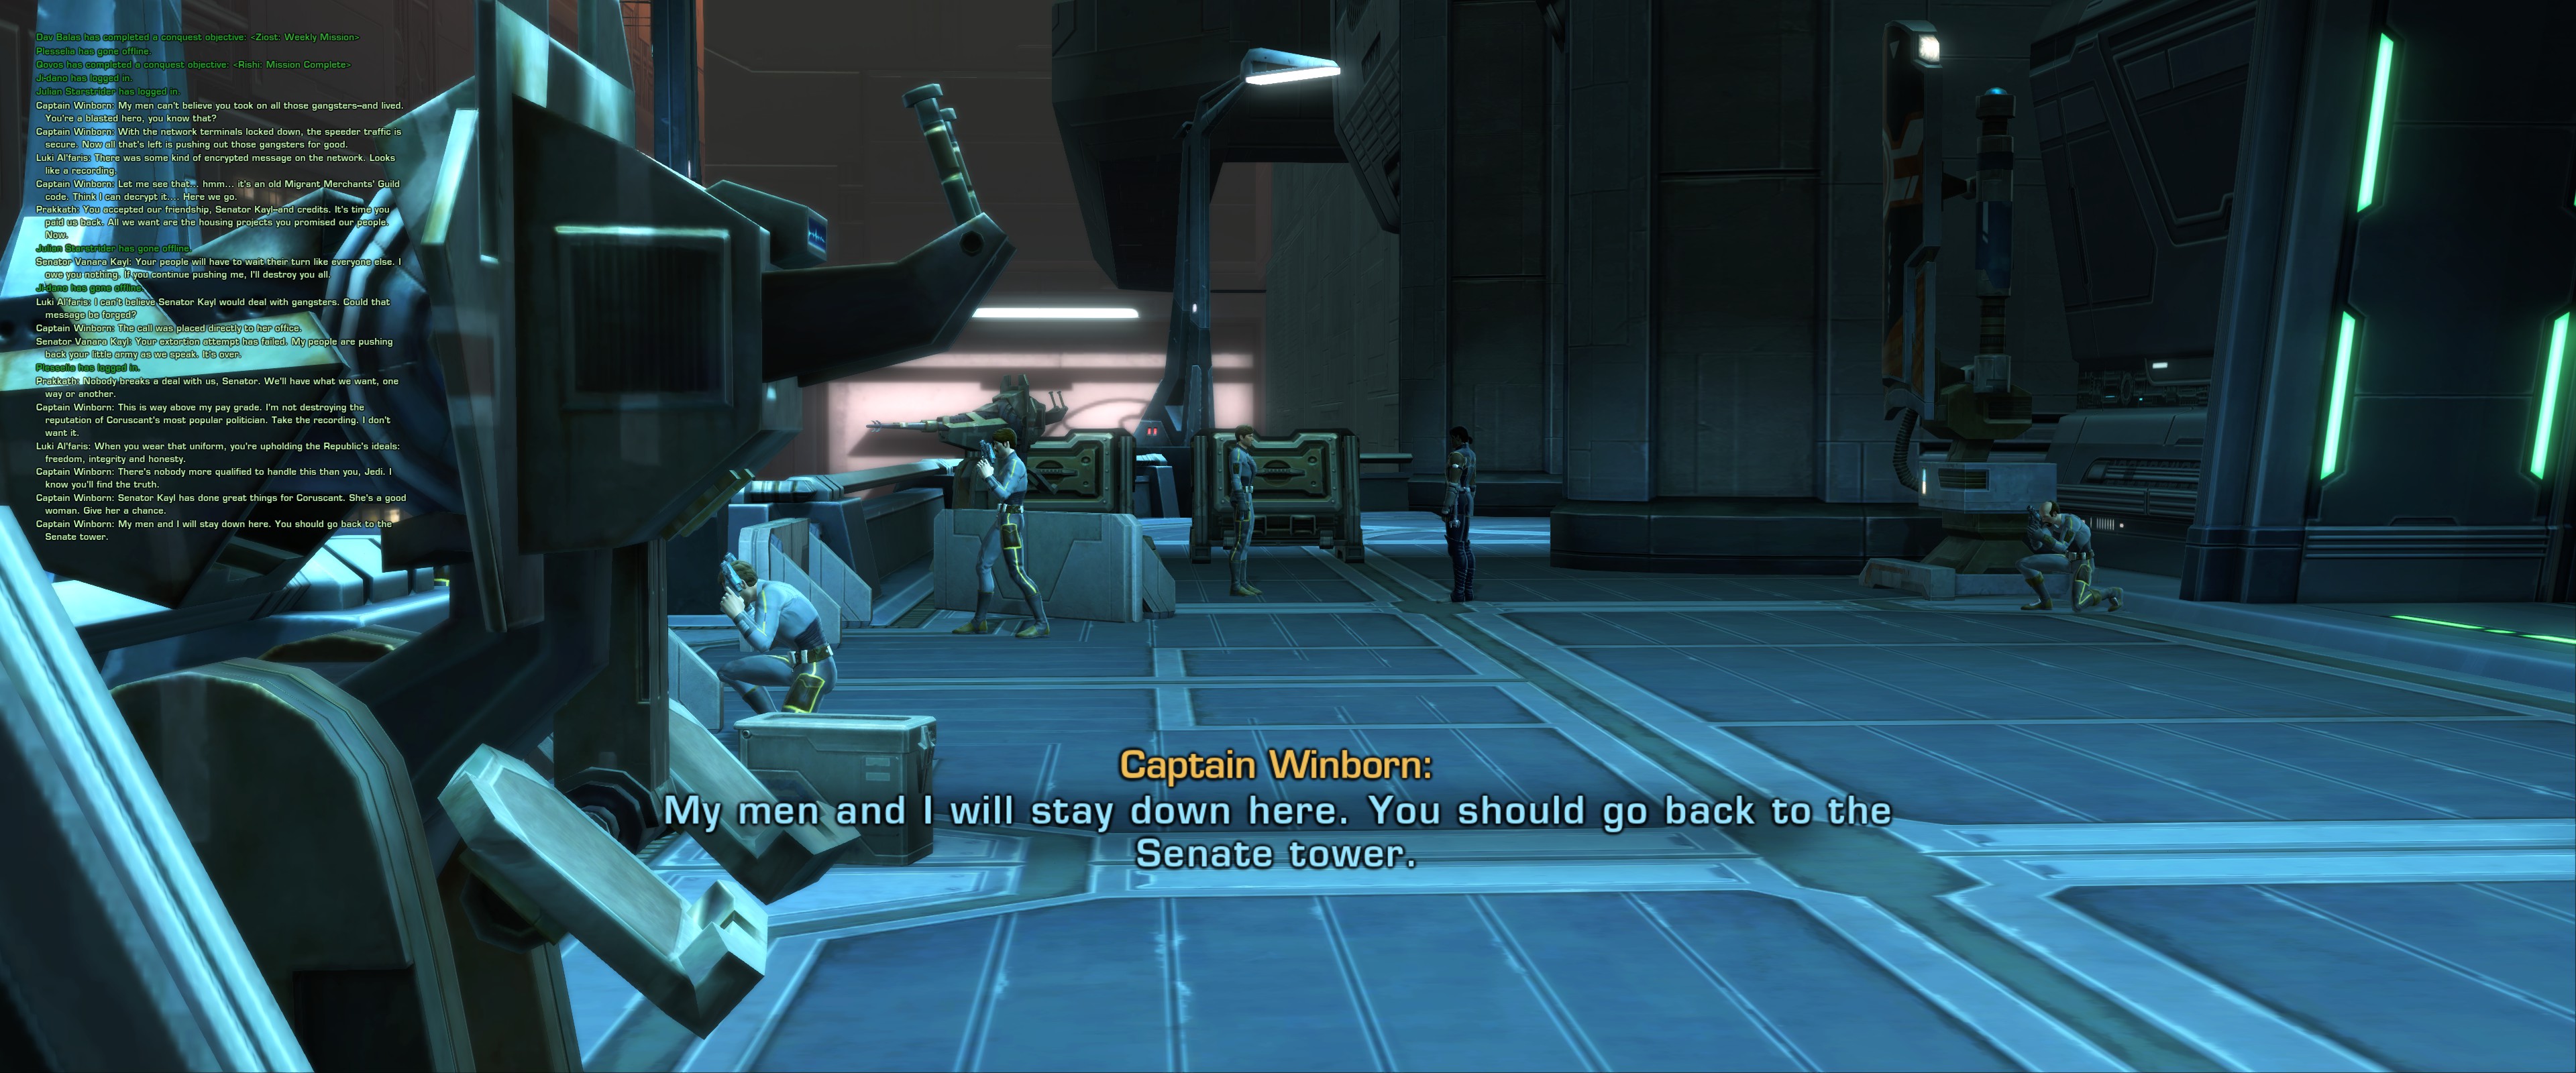 Dav Balas has completed a conquest objective: <Ziost: Weekly Mission>
Plesselia has gone offline.
Qovos has completed a conquest objective: <Rishi: Mission Complete>
Ji-dano has logged in.
Julian Starstrider has logged in.
Captain Winborn: My men can't believe you took on all those gangsters–and lived.
You're a blasted hero, you know that?
Captain Winborn: With the network terminals locked down, the speeder traffic is
secure. Now all that's left is pushing out those gangsters for good.
Luki Al'faris: There was some kind of encrypted message on the network. Looks
like a recording.
Captain Winborn: Let me see that... hmm... it's an old Migrant Merchants' Guild
code. Think I can decrypt it.... Here we go.
Prakkath: You accepted our friendship, Senator Kayl–and credits. It's time you
paid us back. All we want are the housing projects you promised our people.
Now.
Julian Starstrider has gone offline.
Senator Vanara Kayl: Your people will have to wait their turn like everyone else. I
owe you nothing. If you continue pushing me, I'll destroy you all.
Ji-dano has gone offline.
Luki Al'faris: I can't believe Senator Kayl would deal with gangsters. Could that
message be forged?
Captain Winborn: The call was placed directly to her office.
Senator Vanara Kayl: Your extortion attempt has failed. My people are pushing
back your little army as we speak. It's over.
Plesselia has logged in.
Prakkath: Nobody breaks a deal with us, Senator. We'll have what we want, one
way or another.
Captain Winborn: This is way above my pay grade. I'm not destroying the
reputation of Coruscant's most popular politician. Take the recording. I don't
want it.
Luki Al'faris: When you wear that uniform, you're upholding the Republic's ideals:
freedom, integrity and honesty.
Captain Winborn: There's nobody more qualified to handle this than you, Jedi. I
know you'll find the truth.
Captain Winborn: Senator Kayl has done great things for Coruscant. She's a good
woman. Give her a chance.
Captain Winborn: My men and I will stay down here. You should go back to the
Senate tower.
Captain Winborn:
My men and I will stay down here. You should go back to the
Senate tower.